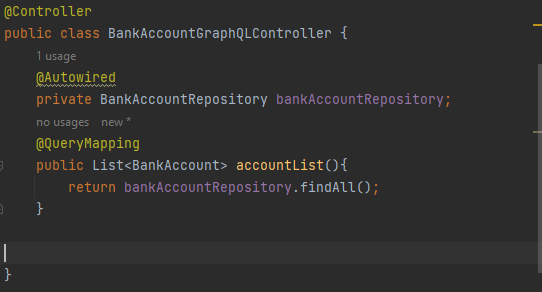 @Controller
public class BankAccountGraphQLController {
1 usage
@Autowired
private BankAccountRepository bankAccountRepository;
no usages   new *
@QueryMapping
public List<BankAccount> accountList(){
return bankAccountRepository.findAll();
}
}